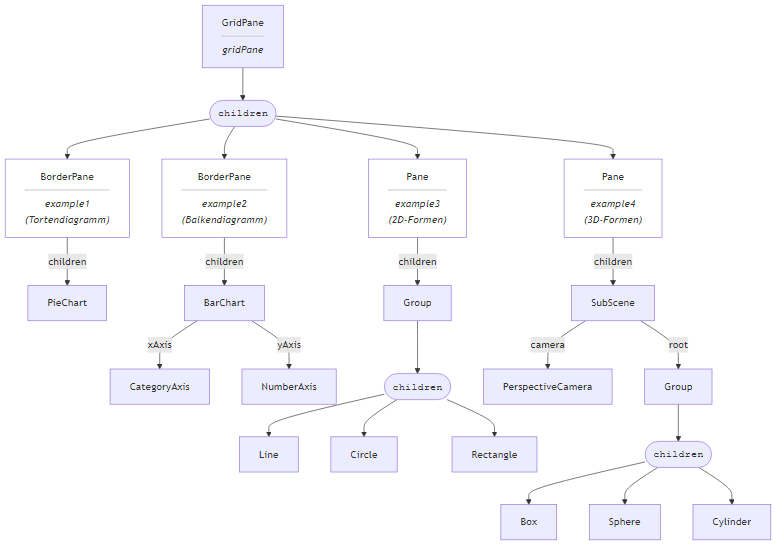 GridPane
gridPane
children
BorderPane
example1
(Tortendiagramm)
BorderPane
example2
(Balkendiagramm)
Pane
example3
(2D-Formen)
Pane
example4
(3D-Formen)
children
children
children
children
PieChart
BarChart
Group
SubScene
xAxis
yAxis
camera
root
CategoryAxis
NumberAxis
children
PerspectiveCamera
Group
Line
Circle
Rectangle
children
Box
Sphere
Cylinder